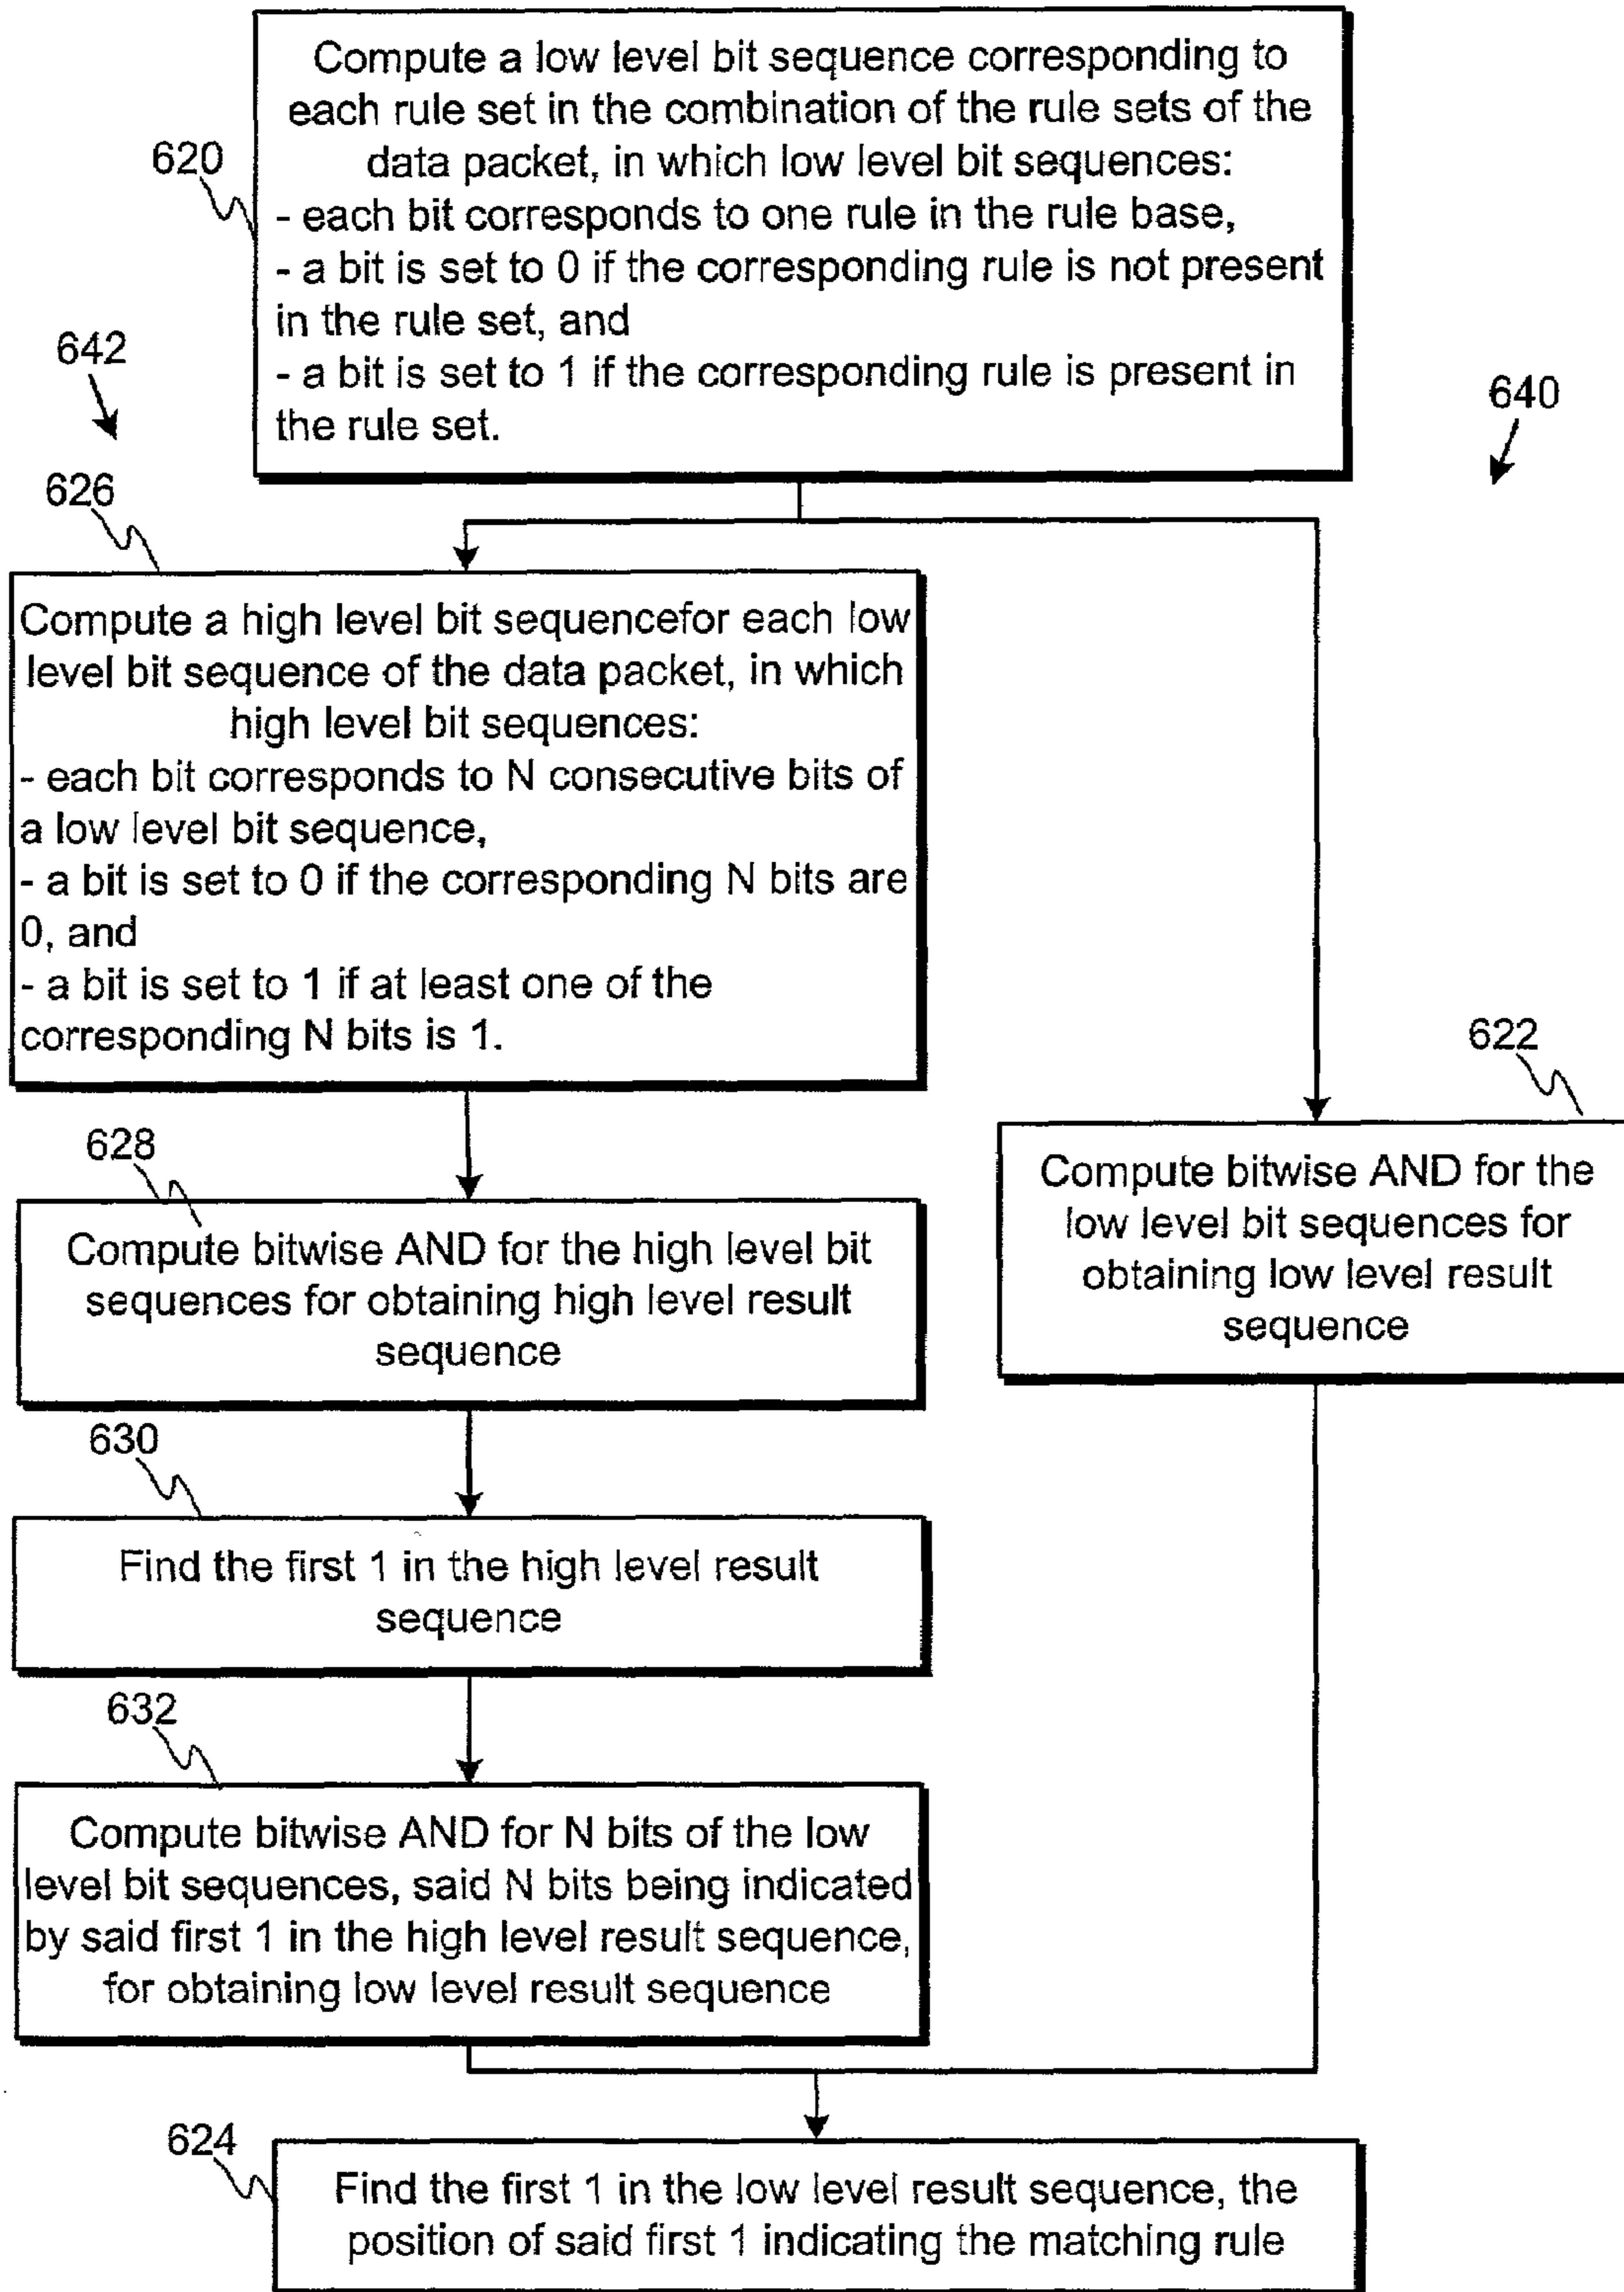 Compute a low level bit sequence corresponding to
each rule set in the combination of the rule sets of the
data packet, in which low level bit sequences:
- each bit corresponds to one rule in the rule base,
- a bit is set to 0 if the corresponding rule is not present
in the rule set, and
- a bit is set to 1 if the corresponding rule is present in
the rule set.
620
642
640
626
Compute a high level bit sequencefor each low
level bit sequence of the data packet, in which
high level bit sequences:
- each bit corresponds to N consecutive bits of
a low level bit sequence,
- a bit is set to 0 if the corresponding N bits are
0, and
- a bit is set to 1 if at least one of the
corresponding N bits is 1.
622
Compute bitwise AND for the
low level bit sequences for
obtaining low level result
sequence
628
Compute bitwise AND for the high level bit
sequences for obtaining high level result
sequence
630
Find the first 1 in the high level result
sequence
632
Compute bitwise AND for N bits of the low
level bit sequences, said N bits being indicated
by said first 1 in the high level result sequence,
for obtaining low level result sequence
624
Find the first 1 in the low level result sequence, the
position of said first 1 indicating the matching rule